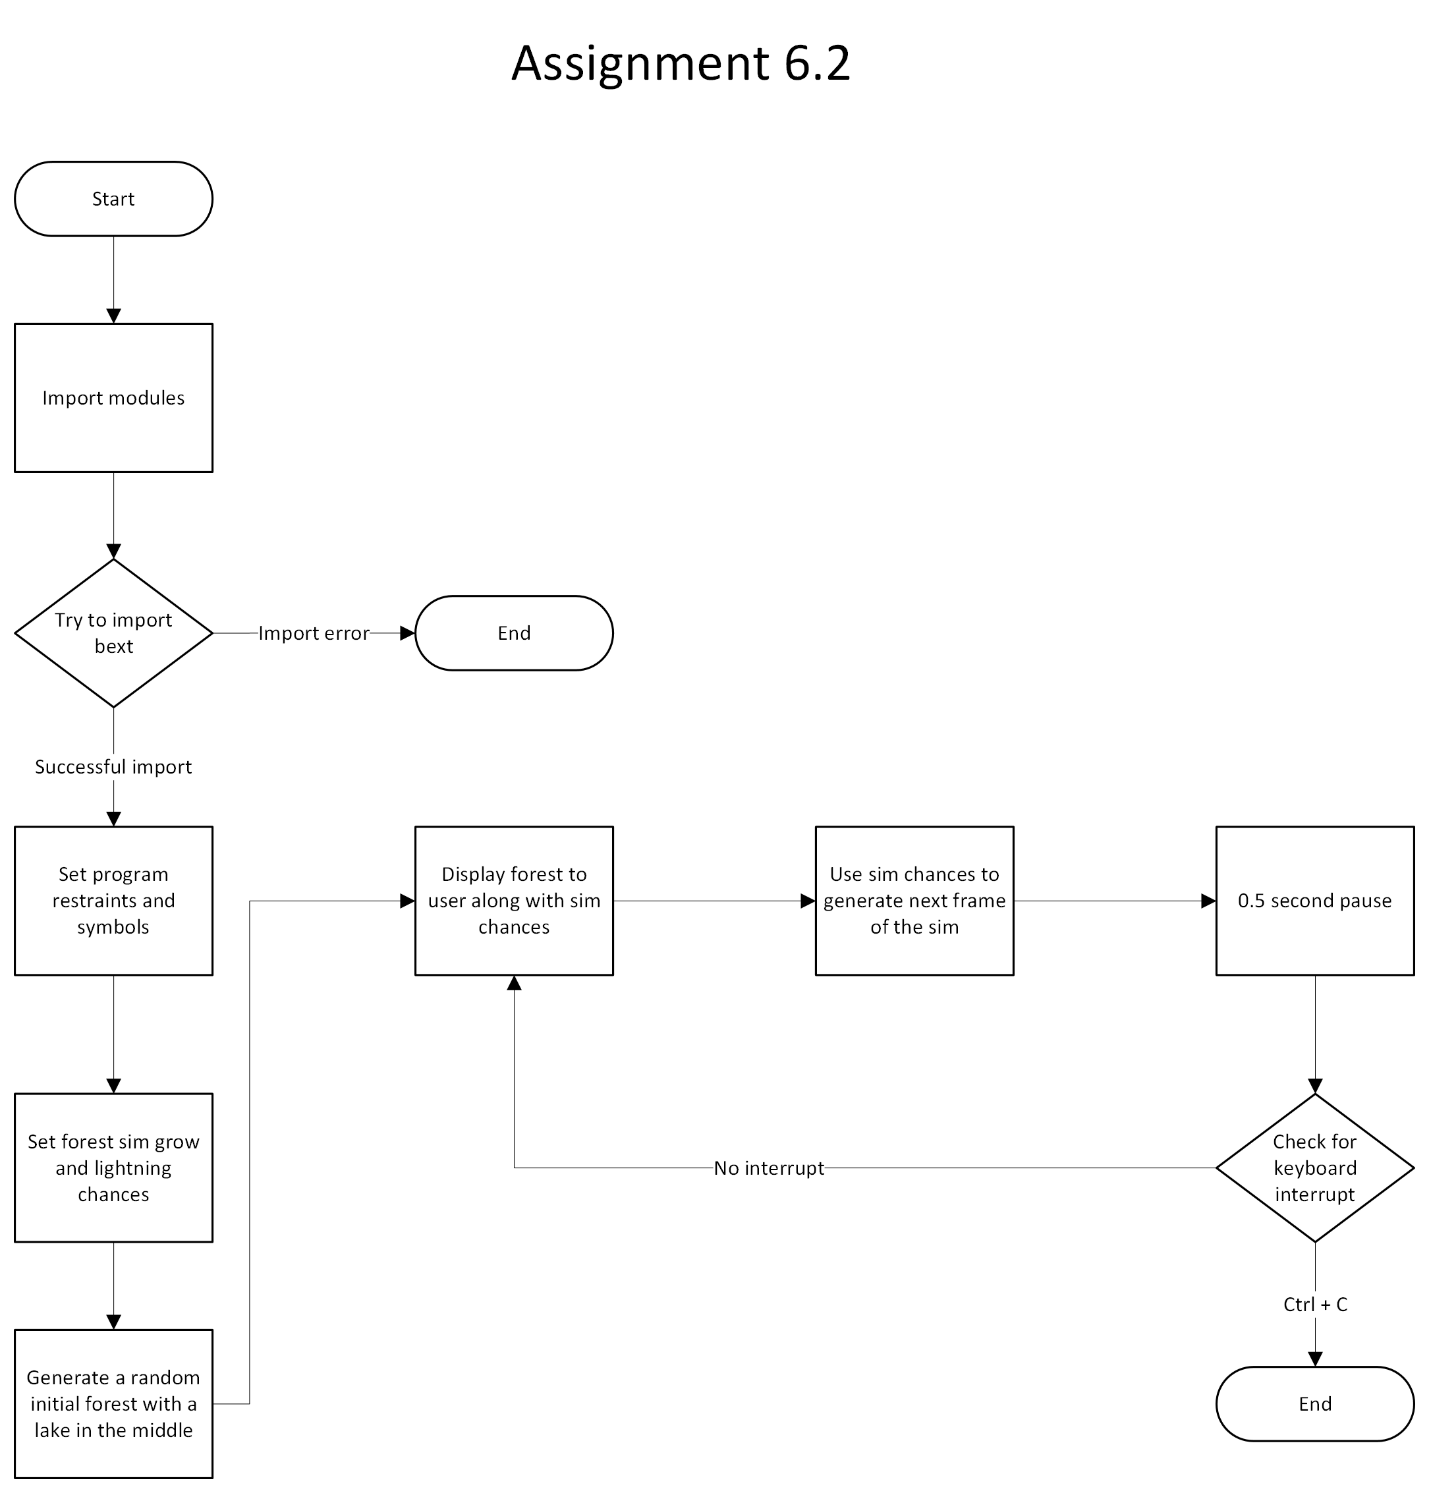 Assignment 6.2
Start
Import modules
Try to import
bext
Import error
End
Successful import
Set program
restraints and
symbols
Display forest to
user along with sim
chances
Use sim chances to
generate next frame
of the sim
0.5 second pause
Set forest sim grow
and lightning
chances
No interrupt
Check for
keyboard
interrupt
Ctrl + C
Generate a random
initial forest with a
lake in the middle
End